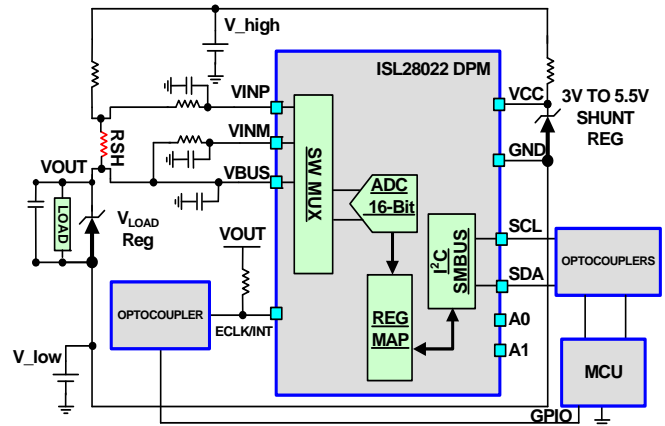 V_high
ISL28022 DPM
VINP
VCC
3V TO 5.5V
SHUNT
REG
RSH
VINM
GND
VOUT
VBUS
SW MUX
ADC
16-Bit
LOAD
VLOAD
Reg
VOUT
I2C
SMBUS
SCL
OPTOCOUPLERS
SDA
OPTOCOUPLER
ECLK/INT
REG
MAP
A0
A1
V_low
MCU
GPIO